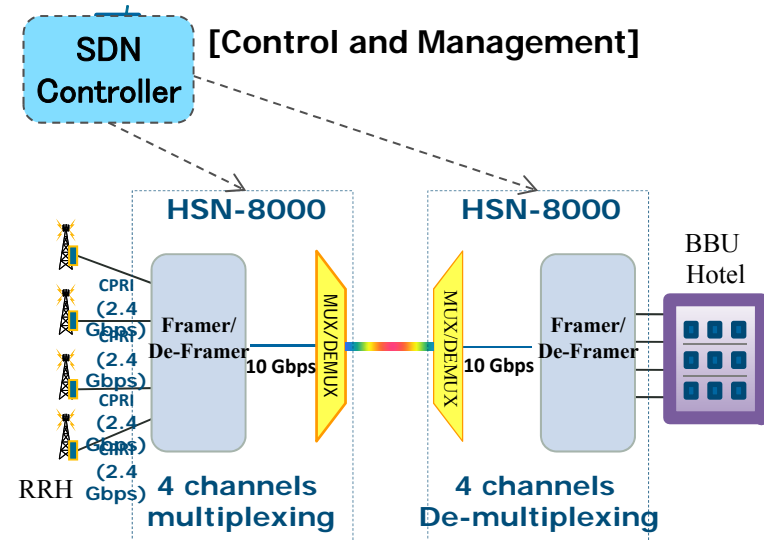 SDN
Controller
[Control and Management]
HSN-8000
HSN-8000
BBU
Hotel
CPRI
(2.4
Gbps)
CPRI
(2.4
Gbps)
CPRI
(2.4
Gbps)
CPRI
(2.4
Gbps)
Framer/
De-Framer
10 Gbps
MUX/DEMUX
MUX/DEMUX
10 Gbps
Framer/
De-Framer
RRH
4 channels
multiplexing
4 channels
De-multiplexing